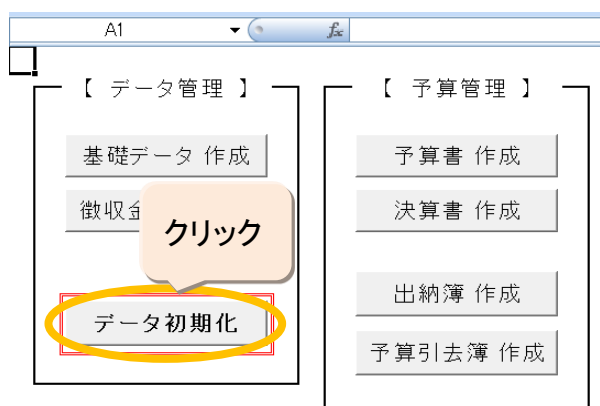 A1
fx
【 データ管理 】
基礎データ 作成
徴収金
クリック
データ初期化
【 予算管理 】
予算書 作成
決算書 作成
出納簿 作成
予算引去簿 作成